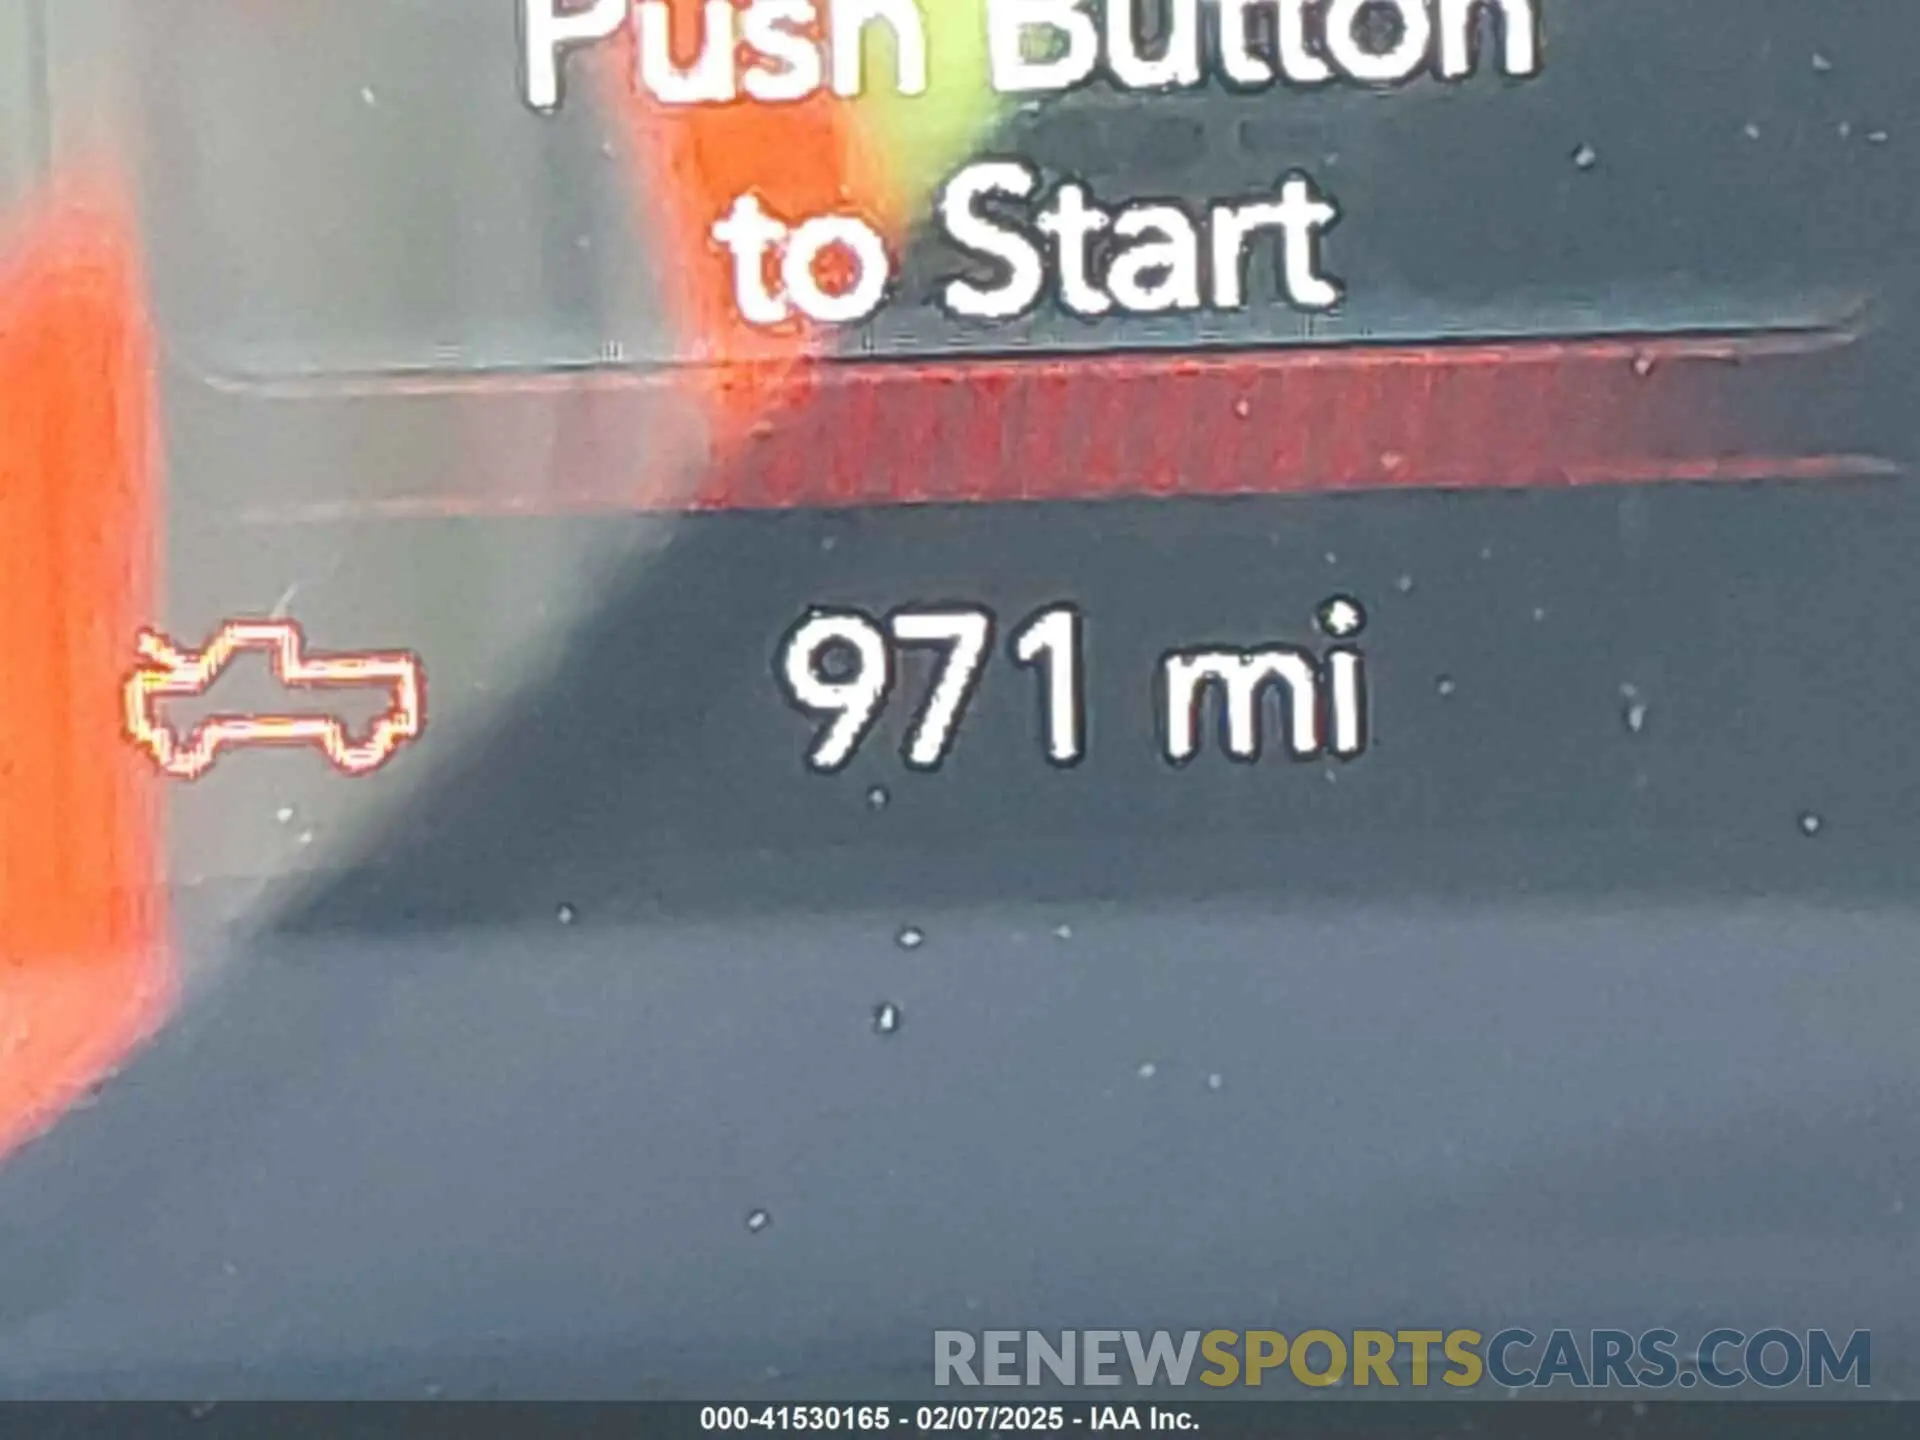 Push Button
to Start
971 mi
RENEWSPORTSCARS.COM
000-41530165 - 02/07/2025 - IAA Inc.